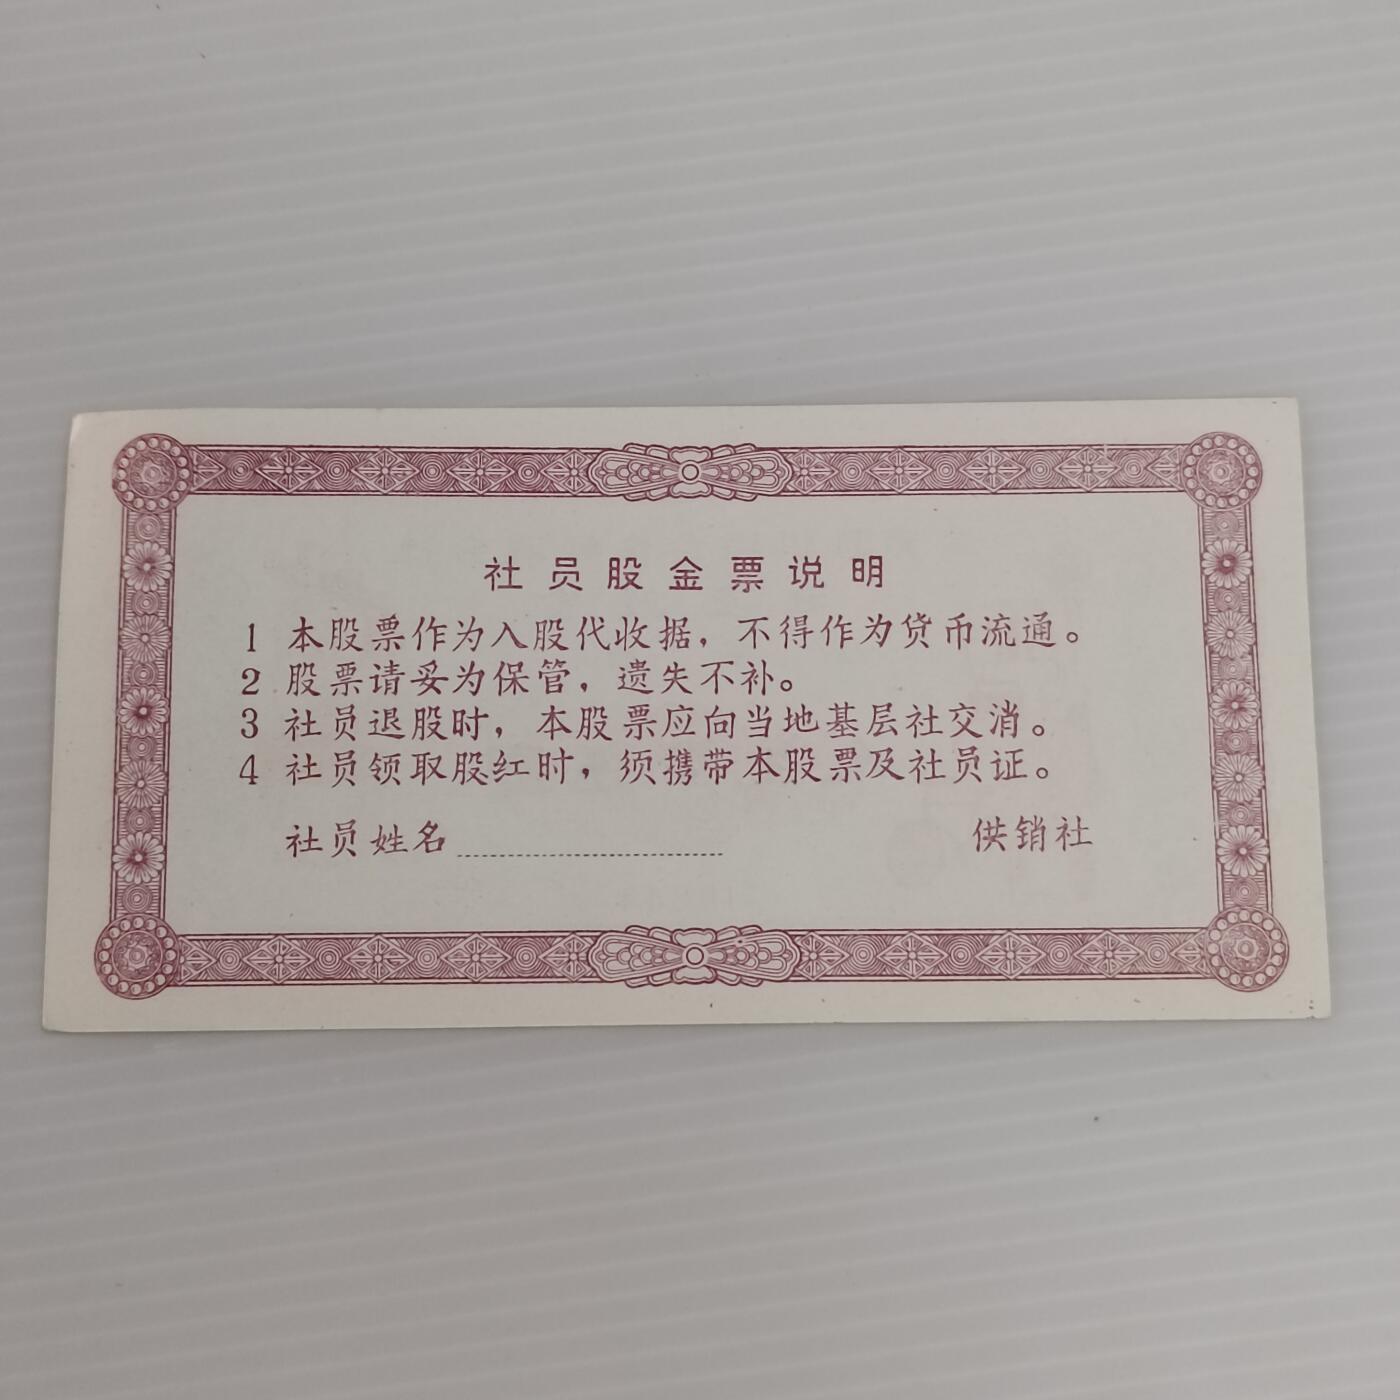 社员股金票说明
1 本股票作为入股代收据，不得作为货币流通。
2 股票请妥为保管，遗失不补。
3 社员退股时，本股票应向当地基层社交消。
4 社员领取股红时，须携带本股票及社员证。
社员姓名 供销社